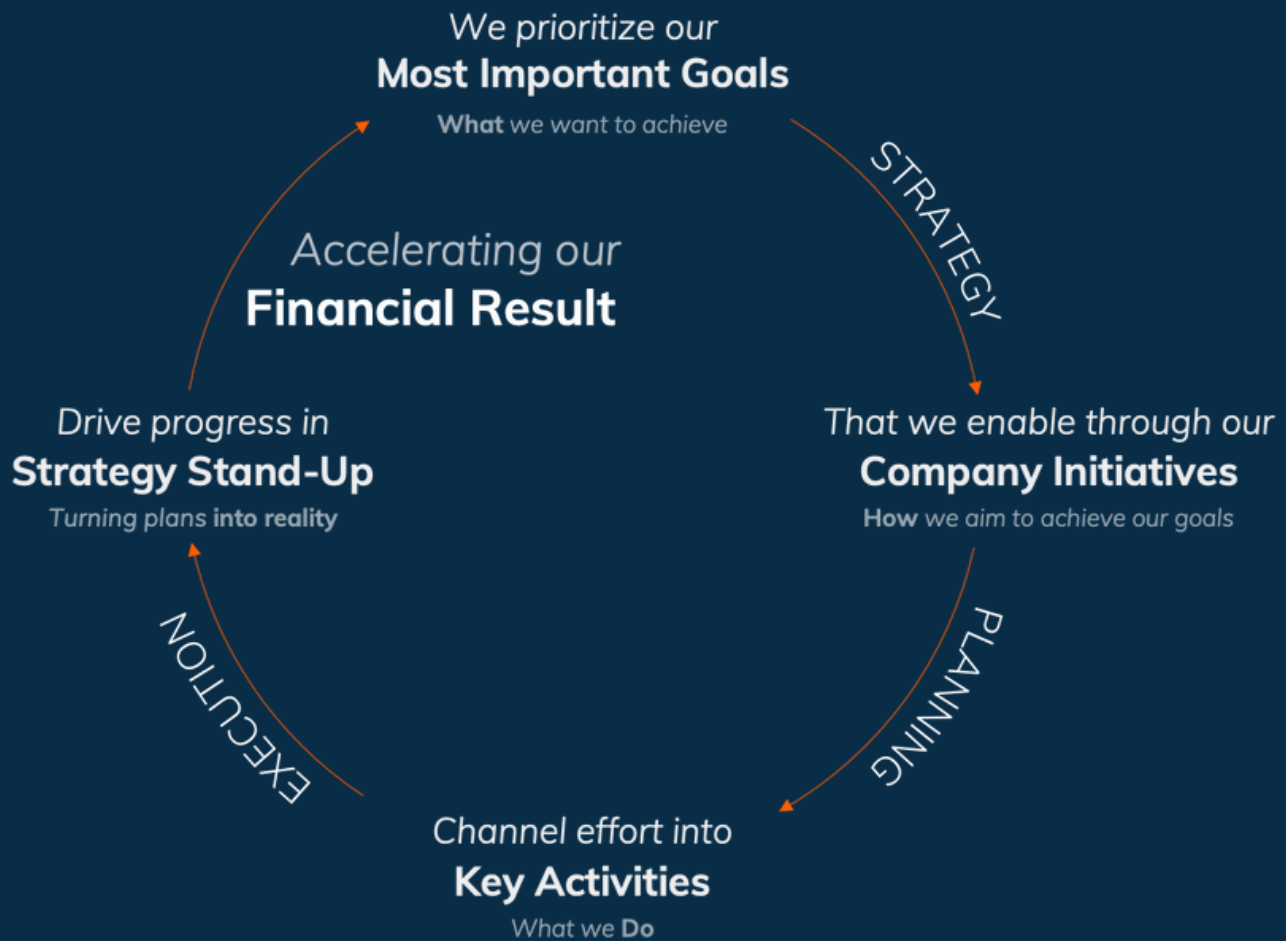 We prioritize our
Most Important Goals
What we want to achieve
STRATEGY
Accelerating our
Financial Result
Drive progress in
Strategy Stand-Up
Turning plans into reality
That we enable through our
Company Initiatives
How we aim to achieve our goals
EXECUTION
PLANNING
Channel effort into
Key Activities
What we Do